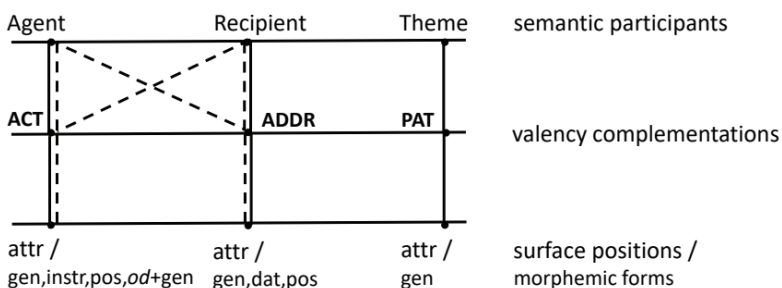 Agent Recipient Theme semantic participants
ACT ADDR PAT valency complementations
attr / attr / attr / surface positions /
gen,instr,pos,od+gen gen,dat,pos gen morphemic forms